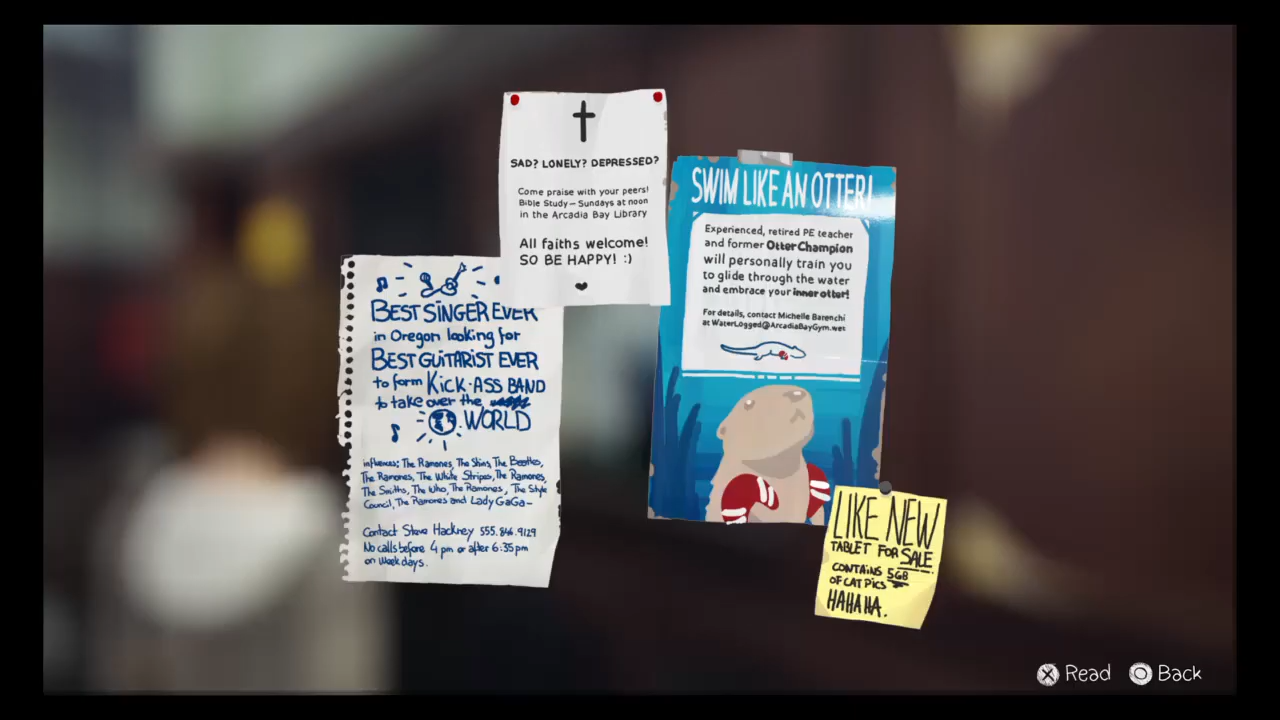 SAD? LONELY? DEPRESSED?
Come praise with your peers!
Bible Study - Sundays at noon
in the Arcadia Bay Library
All faiths welcome!
SO BE HAPPY! :)
BEST SINGER EVER
in Oregon looking for
BEST GUITARIST EVER
to form KICK-ASS BAND
to take over the
WORLD
influences: The Ramones, The Shins, The Beatles,
The Ramones, The White Stripes, The Ramones,
The Smiths, The Who, The Ramones, The Style
Council, The Ramones and Lady GaGa-
Contact Steve Hackney 555.846.9129
No calls before 4 pm or after 6:35 pm
on weekdays.
SWIM LIKE AN OTTER!
Experienced, retired PE teacher
and former Otter Champion
will personally train you
to glide through the water
and embrace your inner otter!
For details, contact Michelle Barenchi
at WaterLogged@ArcadiaBayGym.wet
LIKE NEW
TABLET FOR SALE.
CONTAINS 5GB
OF CAT PICS
HAHAHA.
Read
Back